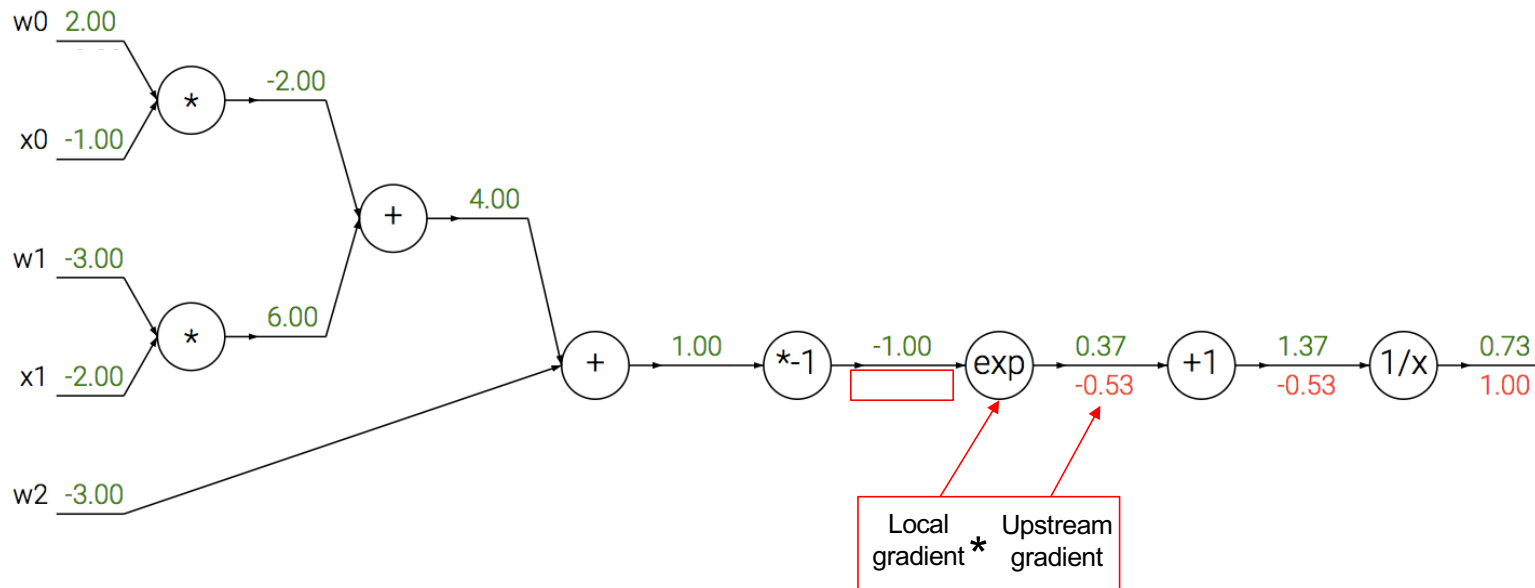 w0 2.00
* -2.00
x0 -1.00
+ 4.00
w1 -3.00
* 6.00
x1 -2.00
+ 1.00 *-1 -1.00 exp 0.37 +1 1.37 1/x 0.73
-0.53 -0.53 1.00
w2 -3.00
Local Upstream
gradient * gradient